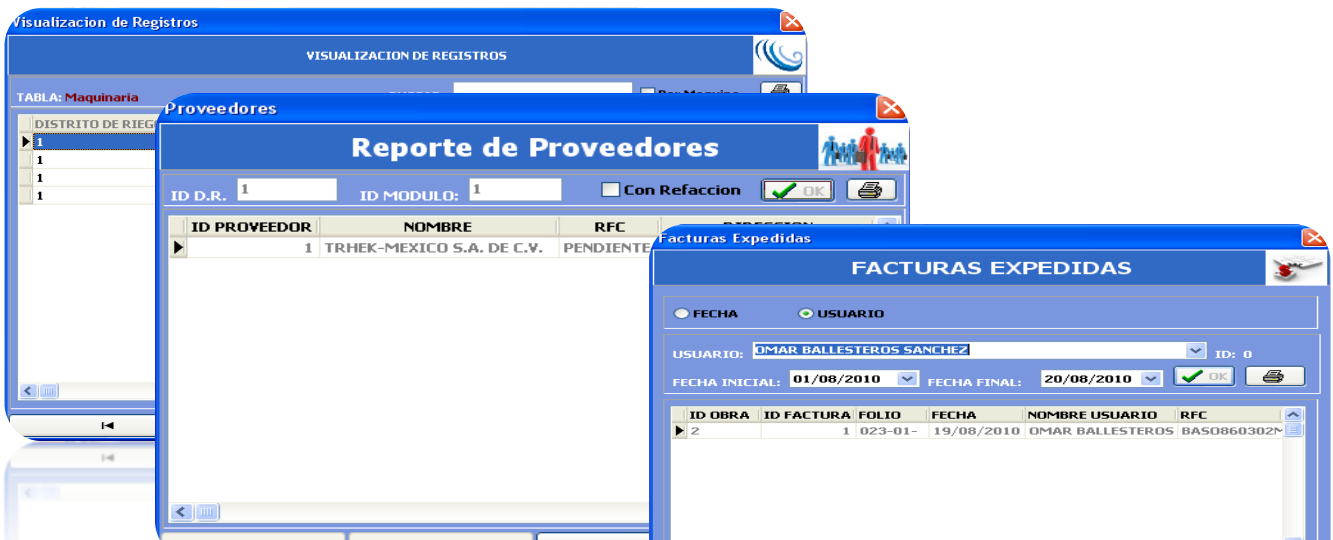 Visualizacion de Registros
VISUALIZACION DE REGISTROS
TABLA: Maquinaria
DISTRITO DE RIEG
1
1
1
1
Proveedores
Reporte de Proveedores
ID D.R. 1 ID MODULO: 1 Con Refaccion OK
ID PROVEEDOR NOMBRE RFC
1 TRHEK-MEXICO S.A. DE C.V. PENDIENTE
Facturas Expedidas
FACTURAS EXPEDIDAS
FECHA USUARIO
USUARIO: OMAR BALLESTEROS SANCHEZ ID: 0
FECHA INICIAL: 01/08/2010 FECHA FINAL: 20/08/2010 OK
ID OBRA ID FACTURA FOLIO FECHA NOMBRE USUARIO RFC
2 1 023-01- 19/08/2010 OMAR BALLESTEROS BASO860302